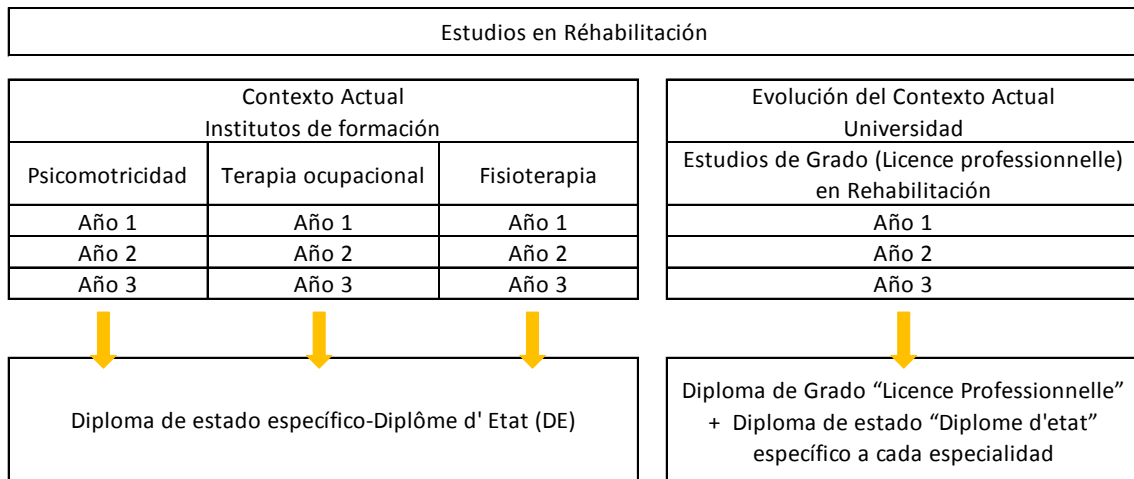 Estudios en Réhabilitación
Contexto Actual
Institutos de formación
Psicomotricidad
Terapia ocupacional
Fisioterapia
Año 1
Año 1
Año 1
Año 2
Año 2
Año 2
Año 3
Año 3
Año 3
Diploma de estado específico-Diplôme d' Etat (DE)
Evolución del Contexto Actual
Universidad
Estudios de Grado (Licence professionnelle)
en Rehabilitación
Año 1
Año 2
Año 3
Diploma de Grado “Licence Professionnelle”
+ Diploma de estado “Diplome d'etat”
específico a cada especialidad